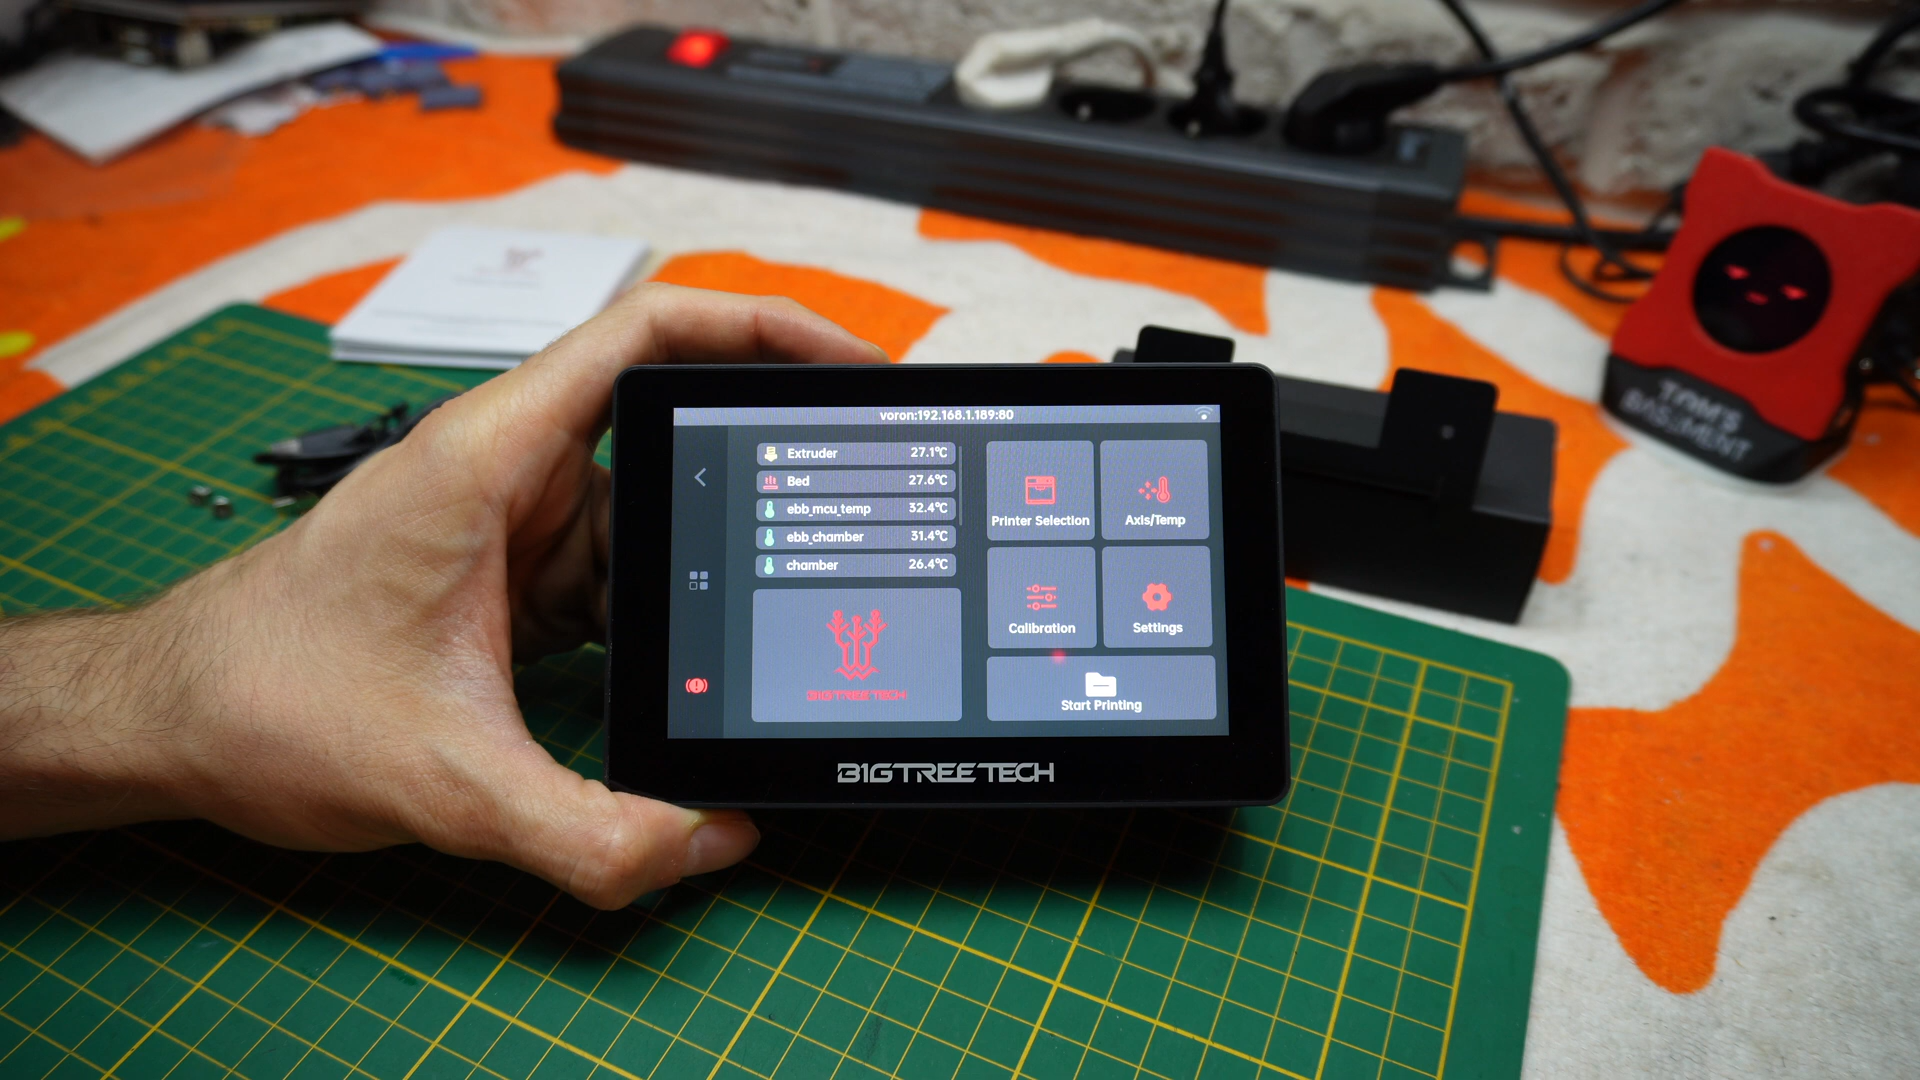 voron:192.168.1.189:80
Extruder 27.1℃
Bed 27.6℃
ebb_mcu_temp 32.4℃
ebb_chamber 31.4℃
chamber 26.4℃
BIGTREETECH
Printer Selection
Axis/Temp
Calibration
Settings
Start Printing
BIGTREETECH
TOM'S
BASEMENT